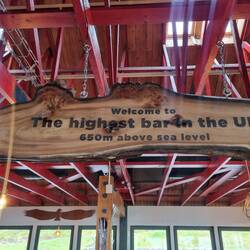 Welcome to
The highest bar in the U
650m above sea level